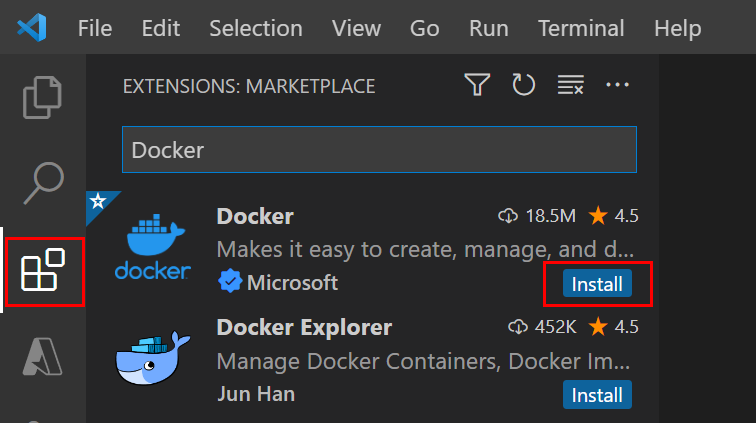 File Edit Selection View Go Run Terminal Help
EXTENSIONS: MARKETPLACE
Docker
Docker 18.5M 4.5
Makes it easy to create, manage, and d...
docker
Microsoft Install
Docker Explorer 452K 4.5
Manage Docker Containers, Docker Im...
Jun Han Install